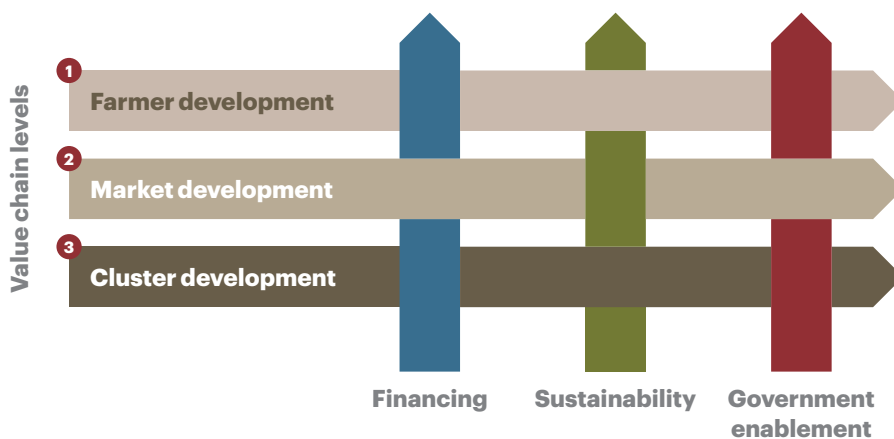 Value chain levels
1
Farmer development
2
Market development
3
Cluster development
Financing
Sustainability
Government
enablement